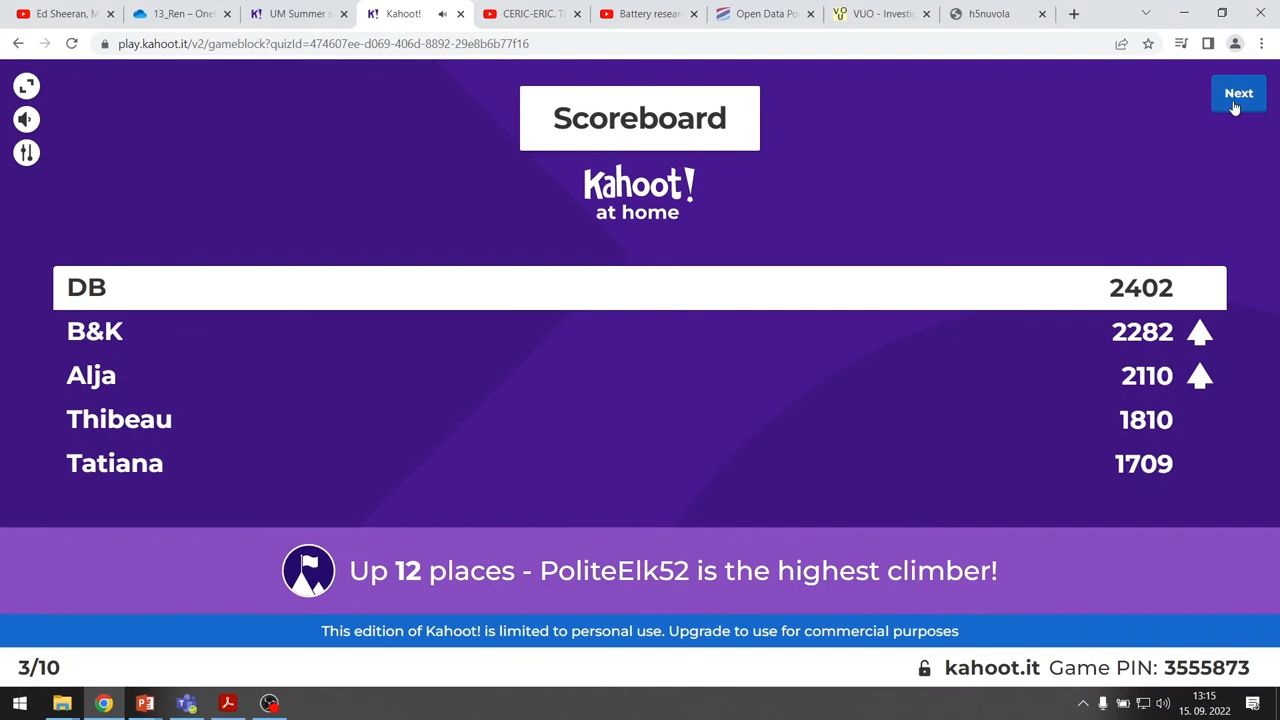 Ed Sheeran, M
13_Ren – One
UM Summer s
Kahoot!
CERIC-ERIC. T
Battery resear
Open Data Po
VUO - Investig
h5nuvola
play.kahoot.it/v2/gameblock?quizId=474607ee-d069-406d-8892-29e0b6b77f16
Next
Scoreboard
Kahoot!
at home
DB 2402
B&K 2282
Alja 2110
Thibeau 1810
Tatiana 1709
Up 12 places - PoliteElk52 is the highest climber!
This edition of Kahoot! is limited to personal use. Upgrade to use for commercial purposes
3/10
kahoot.it Game PIN: 3555873
13:15
15. 09. 2022